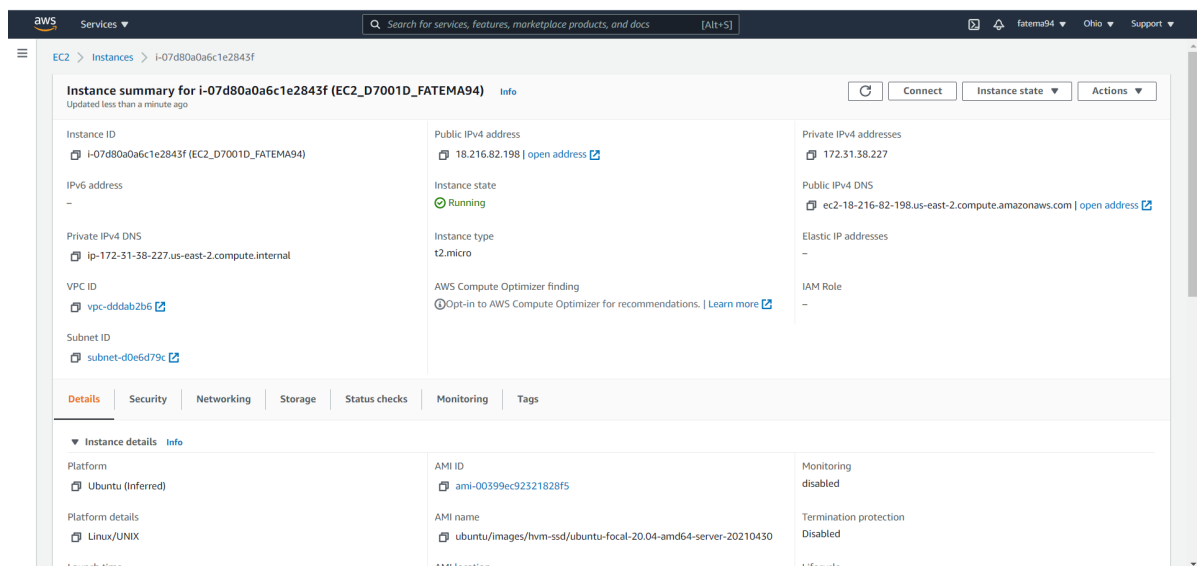 aws
Services ▼
Search for services, features, marketplace products, and docs [Alt+S]
fatema94 ▼ Ohio ▼ Support ▼
EC2 > Instances > i-07d80a0a6c1e2843f
Instance summary for i-07d80a0a6c1e2843f (EC2_D7001D_FATEMA94) Info
Updated less than a minute ago
Connect
Instance state ▼
Actions ▼
Instance ID
i-07d80a0a6c1e2843f (EC2_D7001D_FATEMA94)
Public IPv4 address
18.216.82.198 | open address
Private IPv4 addresses
172.31.38.227
IPv6 address
–
Instance state
Running
Public IPv4 DNS
ec2-18-216-82-198.us-east-2.compute.amazonaws.com | open address
Private IPv4 DNS
ip-172-31-38-227.us-east-2.compute.internal
Instance type
t2.micro
Elastic IP addresses
–
VPC ID
vpc-dddab2b6
AWS Compute Optimizer finding
Opt-in to AWS Compute Optimizer for recommendations. | Learn more
IAM Role
–
Subnet ID
subnet-d0e6d79c
Details Security Networking Storage Status checks Monitoring Tags
▼ Instance details Info
Platform
Ubuntu (Inferred)
AMI ID
ami-00399ec92321828f5
Monitoring
disabled
Platform details
Linux/UNIX
AMI name
ubuntu/images/hvm-ssd/ubuntu-focal-20.04-amd64-server-20210430
Termination protection
Disabled